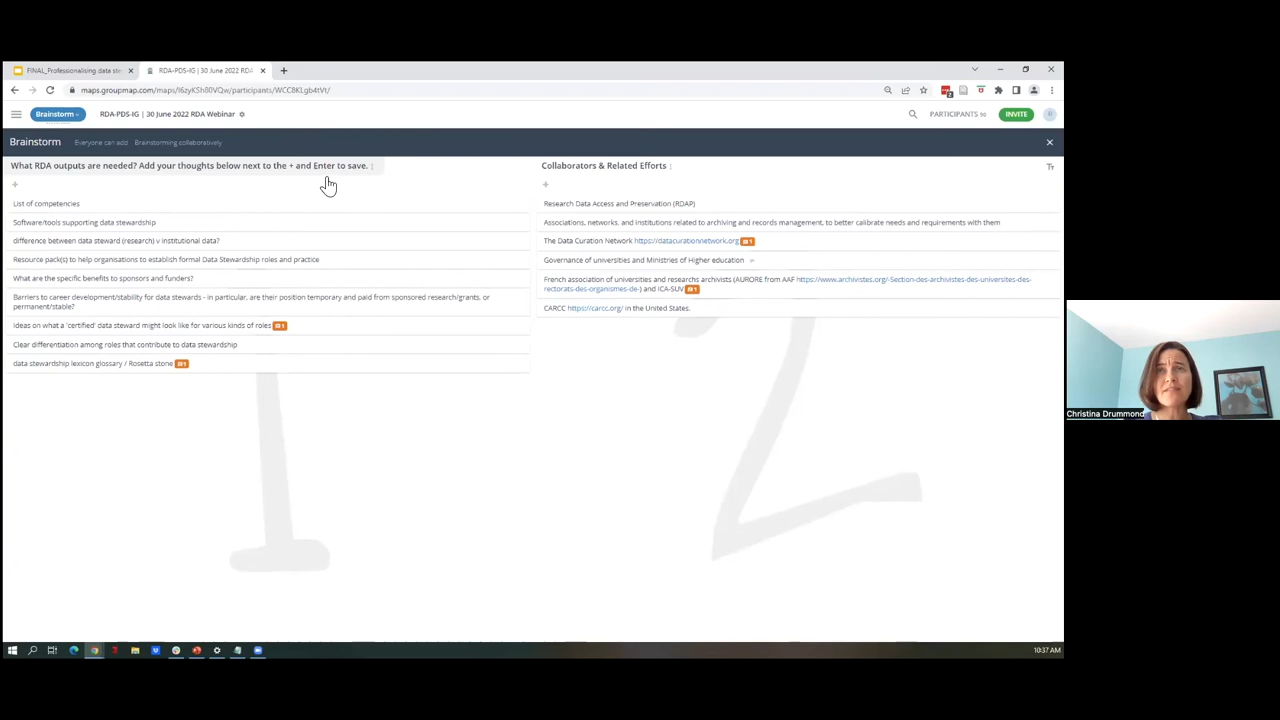 FINAL_Professionalising data ste
RDA-PDS-IG | 30 June 2022 RDA
maps.groupmap.com/maps/I6zyKSh80VQw/participants/WCC8KLgb4tVt/
Brainstorm
RDA-PDS-IG | 30 June 2022 RDA Webinar
PARTICIPANTS 50
INVITE
R
Brainstorm
Everyone can add
Brainstorming collaboratively
What RDA outputs are needed? Add your thoughts below next to the + and Enter to save.
+
List of competencies
Software/tools supporting data stewardship
difference between data steward (research) v institutional data?
Resource pack(s) to help organisations to establish formal Data Stewardship roles and practice
What are the specific benefits to sponsors and funders?
Barriers to career development/stability for data stewards - in particular, are their position temporary and paid from sponsored research/grants, or
permanent/stable?
Ideas on what a 'certified' data steward might look like for various kinds of roles 1
Clear differentiation among roles that contribute to data stewardship
data stewardship lexicon glossary / Rosetta stone 1
1
Collaborators & Related Efforts
+
Research Data Access and Preservation (RDAP)
Associations, networks, and institutions related to archiving and records management, to better calibrate needs and requirements with them
The Data Curation Network https://datacurationnetwork.org 1
Governance of universities and Ministries of Higher education
French association of universities and researchs archivists (AURORE from AAF https://www.archivistes.org/-Section-des-archivistes-des-universites-des-
rectorats-des-organismes-de-) and ICA-SUV 1
CARCC https://carcc.org/ in the United States.
2
Christina Drummond
10:37 AM